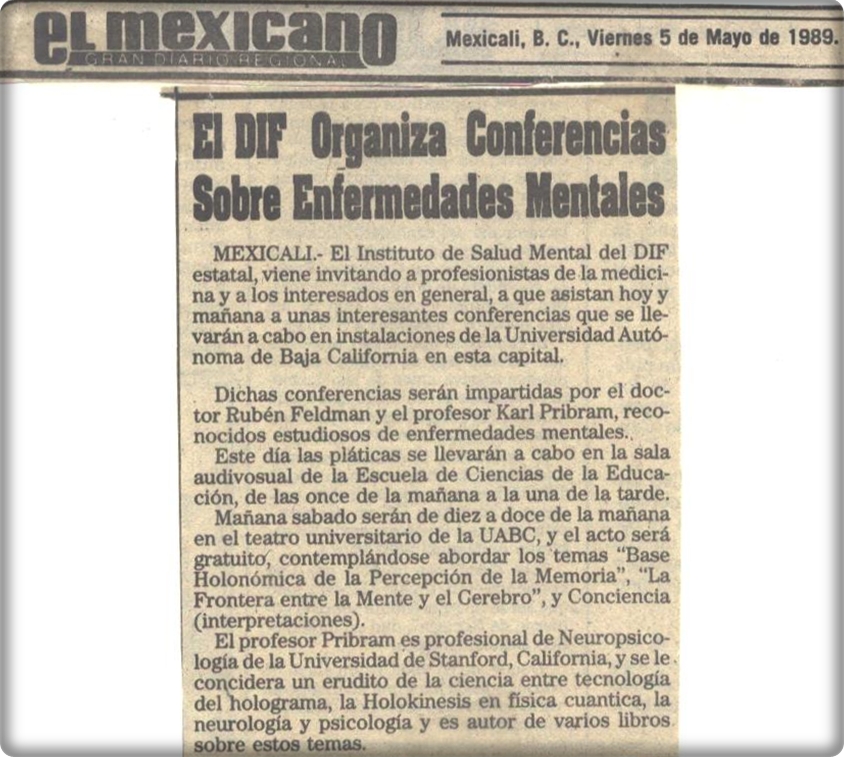 EL mexicano
GRAN DIARIO REGIONAL
Mexicali, B. C., Viernes 5 de Mayo de 1989.
El DIF Organiza Conferencias
Sobre Enfermedades Mentales
MEXICALI.- El Instituto de Salud Mental del DIF
estatal, viene invitando a profesionistas de la medici-
na y a los interesados en general, a que asistan hoy y
mañana a unas interesantes conferencias que se lle-
varán a cabo en instalaciones de la Universidad Autó-
noma de Baja California en esta capital.
Dichas conferencias serán impartidas por el doc-
tor Rubén Feldman y el profesor Karl Pribram, reco-
nocidos estudiosos de enfermedades mentales..
Este día las pláticas se llevarán a cabo en la sala
audivosual de la Escuela de Ciencias de la Educa-
ción, de las once de la mañana a la una de la tarde.
Mañana sabado serán de diez a doce de la mañana
en el teatro universitario de la UABC, y el acto será
gratuito, contemplándose abordar los temas “Base
Holonómica de la Percepción de la Memoria”, “La
Frontera entre la Mente y el Gerebro”, y Conciencia
(interpretaciones).
El profesor Pribram es profesional de Neuropsico-
logía de la Universidad de Stanford, California, y se le
concidera un erudito de la ciencia entre tecnología
del holograma, la Holokinesis en física cuantica, la
neurología y psicología y es autor de varios libros
sobre estos temas.